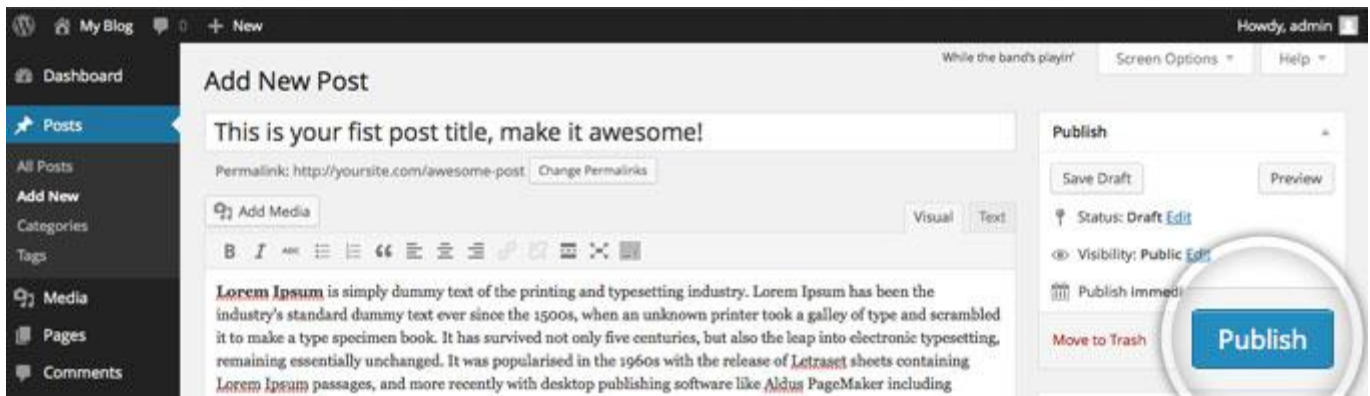 My Blog 0 + New Howdy, admin
While the band's playin' Screen Options Help
Dashboard
Add New Post
Posts
This is your fist post title, make it awesome!
Publish
All Posts
Permalink: http://yoursite.com/awesome-post Change Permalinks
Save Draft Preview
Add New
Add Media
Visual Text
Status: Draft Edit
Categories
B I ABC
Visibility: Public Edit
Tags
Media
Lorem Ipsum is simply dummy text of the printing and typesetting industry. Lorem Ipsum has been the
Publish Immedi
industry's standard dummy text ever since the 1500s, when an unknown printer took a galley of type and scrambled
Pages
it to make a type specimen book. It has survived not only five centuries, but also the leap into electronic typesetting,
Move to Trash Publish
remaining essentially unchanged. It was popularised in the 1960s with the release of Letraset sheets containing
Comments
Lorem Ipsum passages, and more recently with desktop publishing software like Aldus PageMaker including